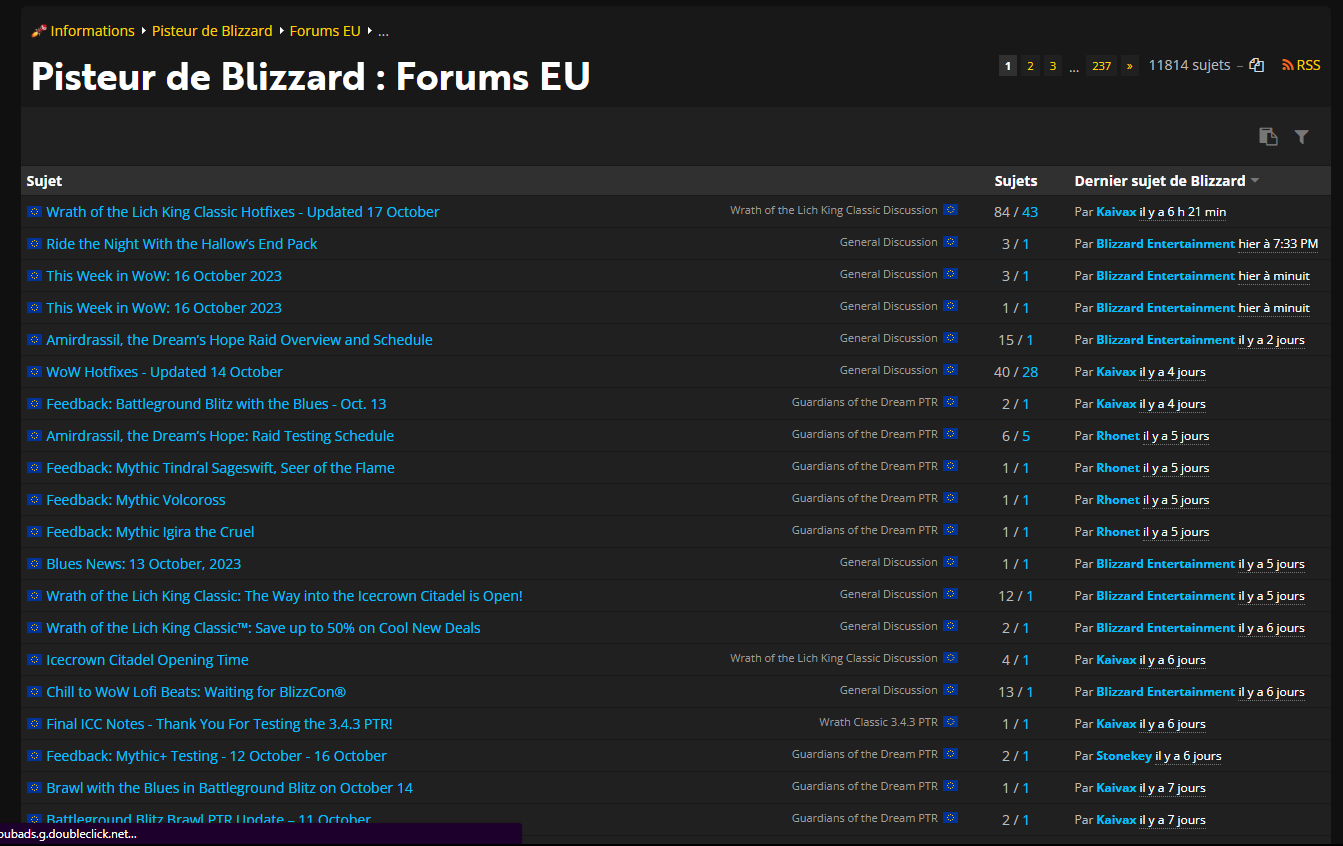 Informations Pisteur de Blizzard Forums EU ...
Pisteur de Blizzard : Forums EU
1 2 3 ... 237 » 11814 sujets – RSS
Sujet Sujets Dernier sujet de Blizzard
Wrath of the Lich King Classic Hotfixes - Updated 17 October Wrath of the Lich King Classic Discussion 84 / 43 Par Kaivax il y a 6 h 21 min
Ride the Night With the Hallow’s End Pack General Discussion 3 / 1 Par Blizzard Entertainment hier à 7:33 PM
This Week in WoW: 16 October 2023 General Discussion 3 / 1 Par Blizzard Entertainment hier à minuit
This Week in WoW: 16 October 2023 General Discussion 1 / 1 Par Blizzard Entertainment hier à minuit
Amirdrassil, the Dream’s Hope Raid Overview and Schedule General Discussion 15 / 1 Par Blizzard Entertainment il y a 2 jours
WoW Hotfixes - Updated 14 October General Discussion 40 / 28 Par Kaivax il y a 4 jours
Feedback: Battleground Blitz with the Blues - Oct. 13 Guardians of the Dream PTR 2 / 1 Par Kaivax il y a 4 jours
Amirdrassil, the Dream’s Hope: Raid Testing Schedule Guardians of the Dream PTR 6 / 5 Par Rhonet il y a 5 jours
Feedback: Mythic Tindral Sageswift, Seer of the Flame Guardians of the Dream PTR 1 / 1 Par Rhonet il y a 5 jours
Feedback: Mythic Volcoross Guardians of the Dream PTR 1 / 1 Par Rhonet il y a 5 jours
Feedback: Mythic Igira the Cruel Guardians of the Dream PTR 1 / 1 Par Rhonet il y a 5 jours
Blues News: 13 October, 2023 General Discussion 1 / 1 Par Blizzard Entertainment il y a 5 jours
Wrath of the Lich King Classic: The Way into the Icecrown Citadel is Open! General Discussion 12 / 1 Par Blizzard Entertainment il y a 5 jours
Wrath of the Lich King Classic™: Save up to 50% on Cool New Deals General Discussion 2 / 1 Par Blizzard Entertainment il y a 6 jours
Icecrown Citadel Opening Time Wrath of the Lich King Classic Discussion 4 / 1 Par Kaivax il y a 6 jours
Chill to WoW Lofi Beats: Waiting for BlizzCon® General Discussion 13 / 1 Par Blizzard Entertainment il y a 6 jours
Final ICC Notes - Thank You For Testing the 3.4.3 PTR! Wrath Classic 3.4.3 PTR 1 / 1 Par Kaivax il y a 6 jours
Feedback: Mythic+ Testing - 12 October - 16 October Guardians of the Dream PTR 2 / 1 Par Stonekey il y a 6 jours
Brawl with the Blues in Battleground Blitz on October 14 Guardians of the Dream PTR 1 / 1 Par Kaivax il y a 7 jours
Battleground Blitz Brawl PTR Update – 11 October Guardians of the Dream PTR 2 / 1 Par Kaivax il y a 7 jours
oubads.g.doubleclick.net...